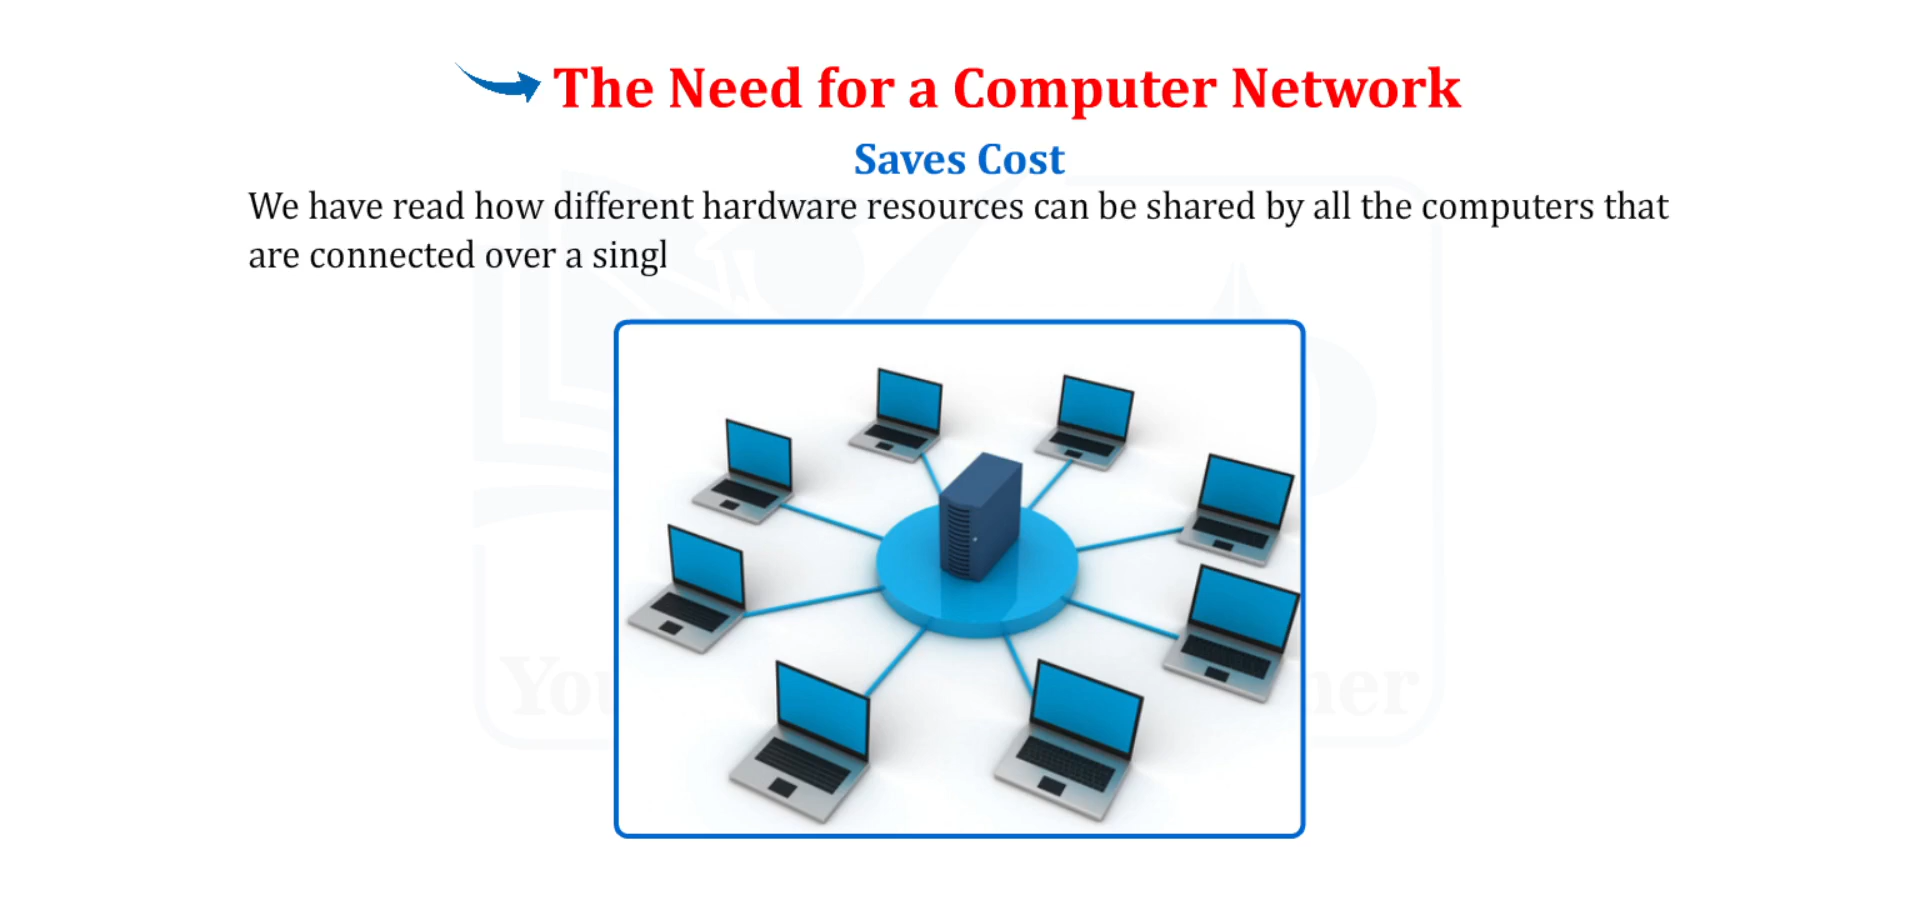 The Need for a Computer Network
Saves Cost
We have read how different hardware resources can be shared by all the computers that
are connected over a singl